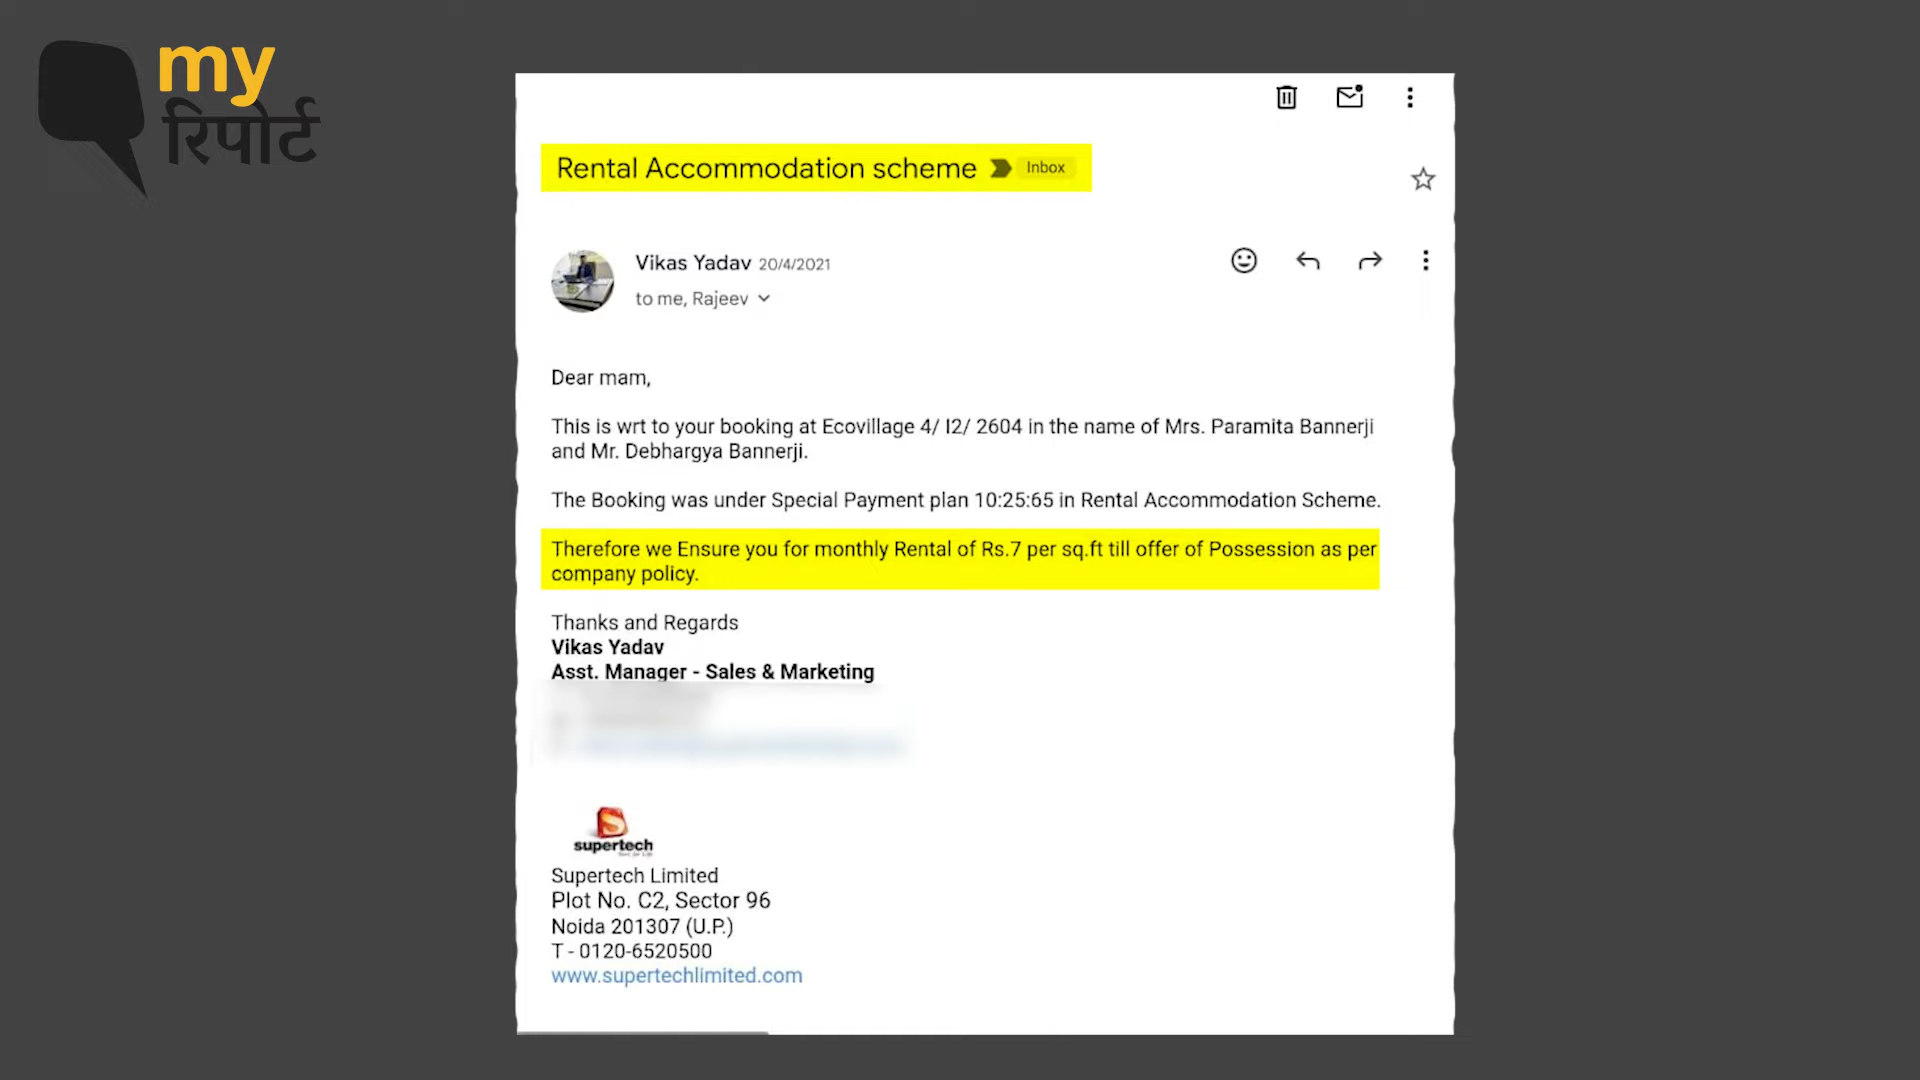 my
रिपोर्ट
Rental Accommodation scheme Inbox
Vikas Yadav 20/4/2021
to me, Rajeev
Dear mam,
This is wrt to your booking at Ecovillage 4/ I2/ 2604 in the name of Mrs. Paramita Bannerji
and Mr. Debhargya Bannerji.
The Booking was under Special Payment plan 10:25:65 in Rental Accommodation Scheme.
Therefore we Ensure you for monthly Rental of Rs.7 per sq.ft till offer of Possession as per
company policy.
Thanks and Regards
Vikas Yadav
Asst. Manager - Sales & Marketing
S
supertech
Supertech Limited
Plot No. C2, Sector 96
Noida 201307 (U.P.)
T - 0120-6520500
www.supertechlimited.com